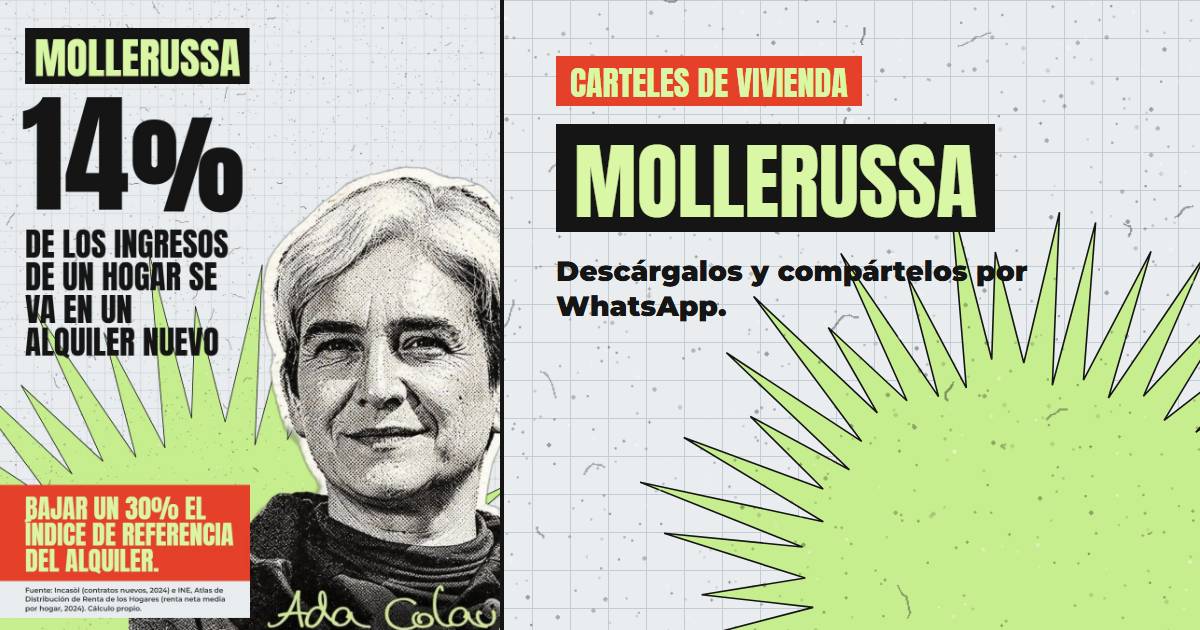 MOLLERUSSA
14%
DE LOS INGRESOS
DE UN HOGAR SE
VA EN UN
ALQUILER NUEVO
BAJAR UN 30% EL
ÍNDICE DE REFERENCIA
DEL ALQUILER.
Fuente: Incasòl (contratos nuevos, 2024) e INE, Atlas de
Distribución de Renta de los Hogares (renta neta media
por hogar, 2024). Cálculo propio.
Ada Colau
CARTELES DE VIVIENDA
MOLLERUSSA
Descárgalos y compártelos por
WhatsApp.